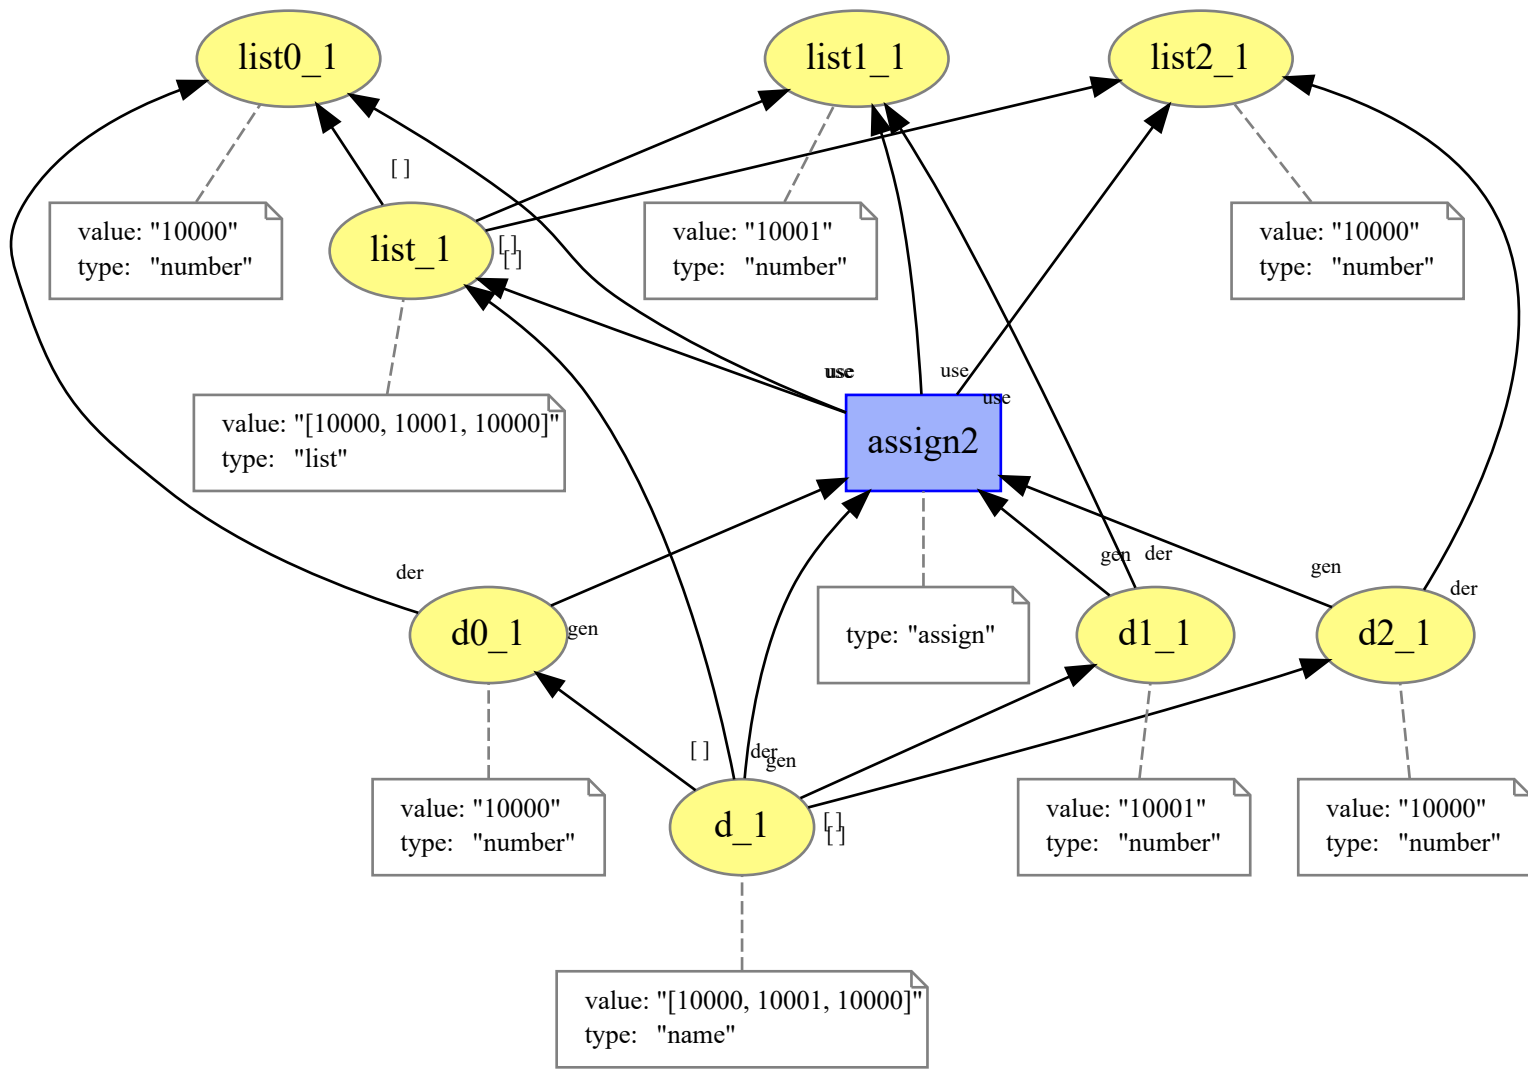 list0_1
list1_1
list2_1
[ ]
value: "10000"
type: "number"
list_1
[ ]
[ ]
value: "10001"
type: "number"
value: "10000"
type: "number"
use
use
use
use
value: "[10000, 10001, 10000]"
type: "list"
assign2
der
gen
gen
der
gen
der
d0_1
type: "assign"
d1_1
d2_1
[ ]
der
gen
value: "10000"
type: "number"
d_1
[ ]
[ ]
value: "10001"
type: "number"
value: "10000"
type: "number"
value: "[10000, 10001, 10000]"
type: "name"